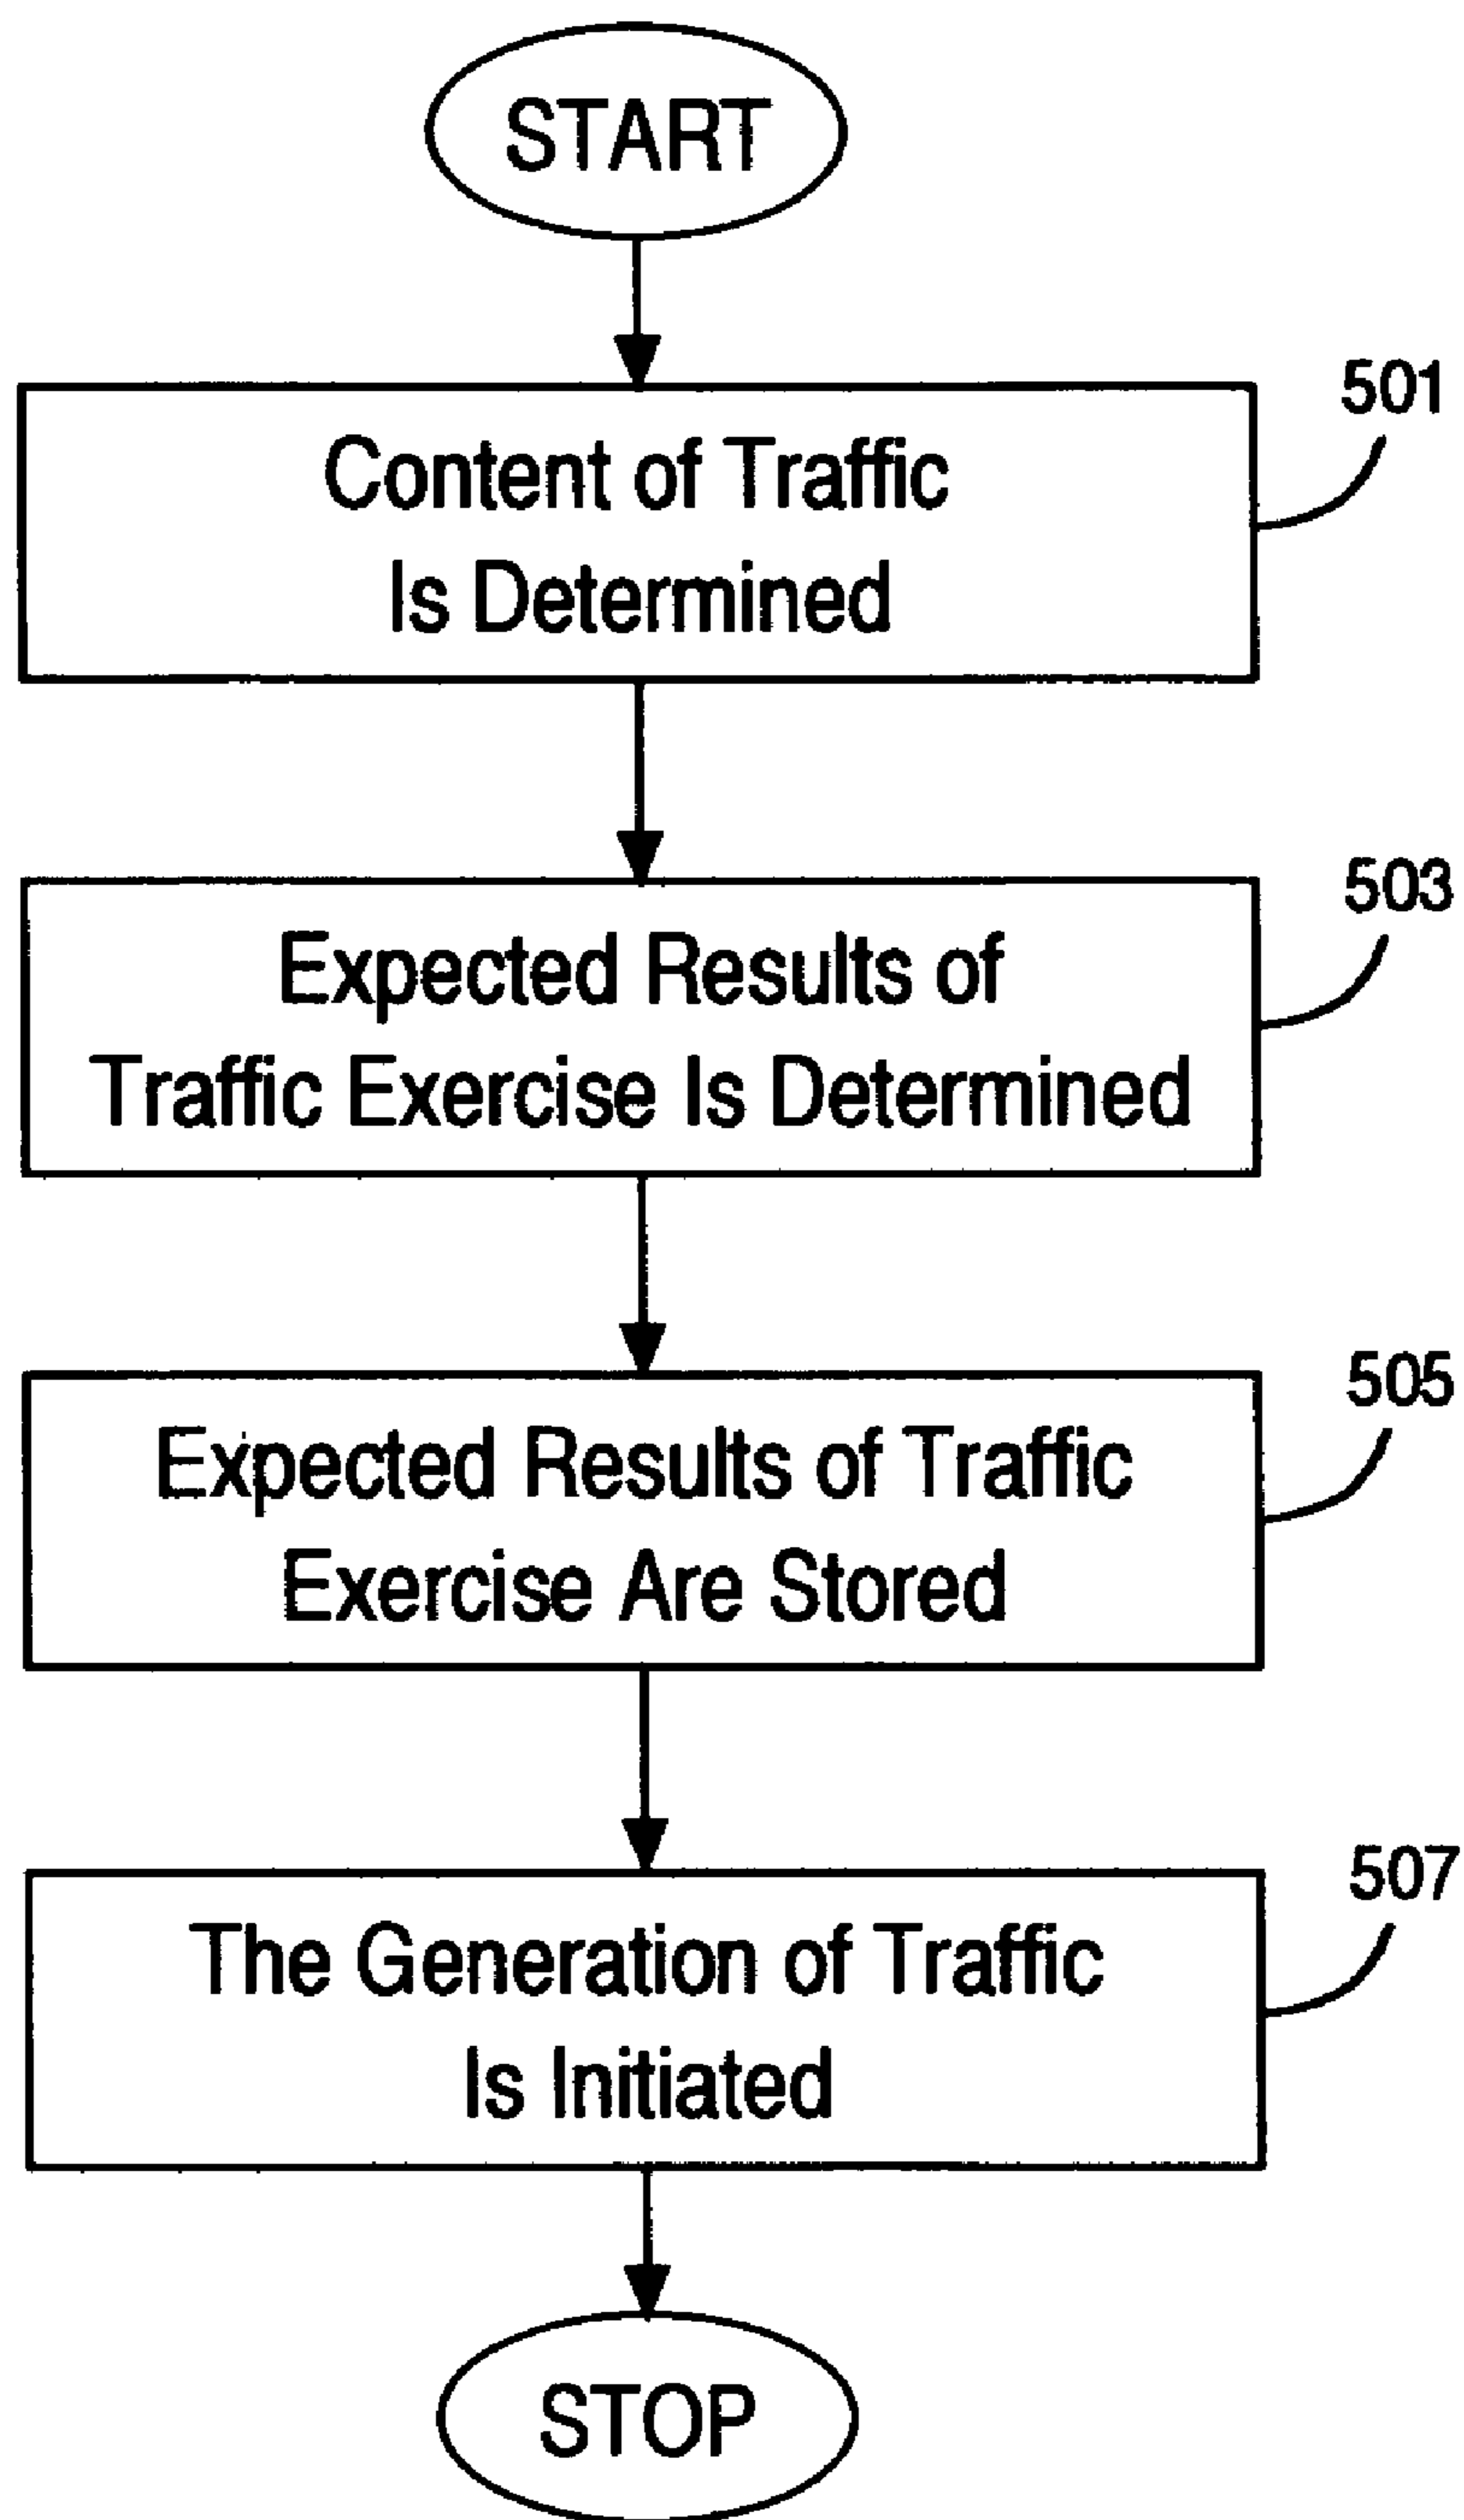 START
501
Content of Traffic
Is Determined
503
Expected Results of
Traffic Exercise Is Determined
505
Expected Results of Traffic
Exercise Are Stored
507
The Generation of Traffic
Is Initiated
STOP